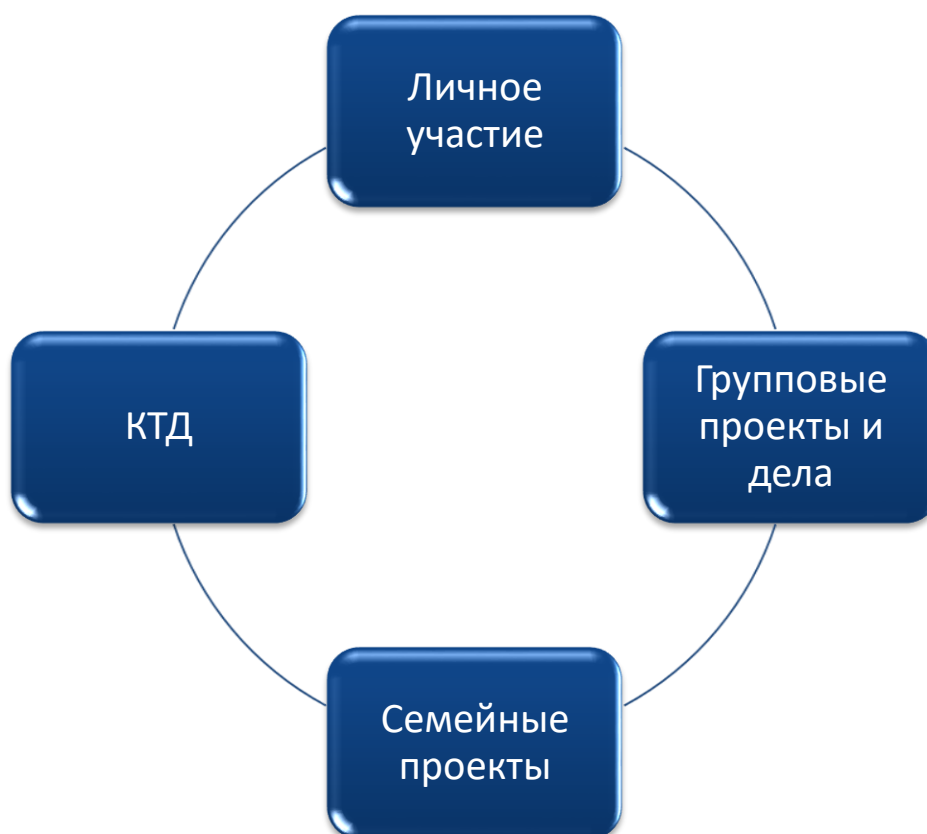 Личное
участие
КТД
Групповые
проекты и
дела
Семейные
проекты